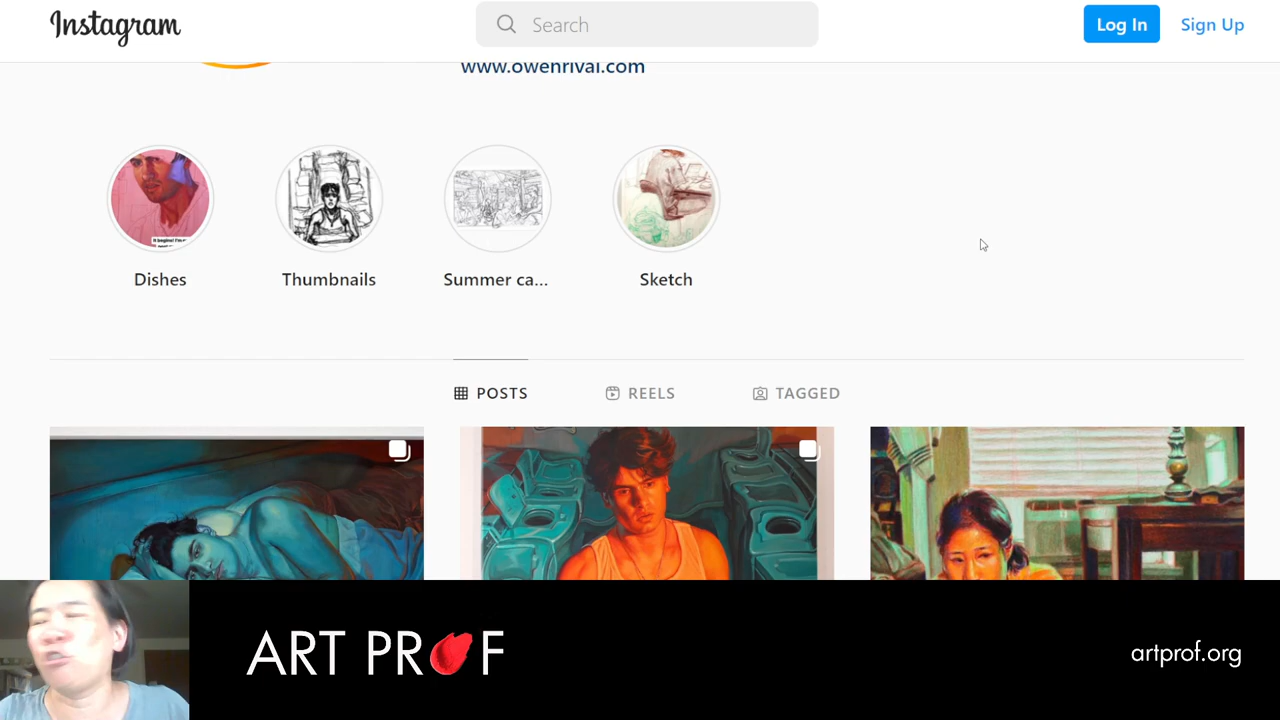 Instagram
Search
Log In
Sign Up
www.owenrival.com
Dishes
Thumbnails
Summer ca...
Sketch
POSTS
REELS
TAGGED
ART PROF
artprof.org